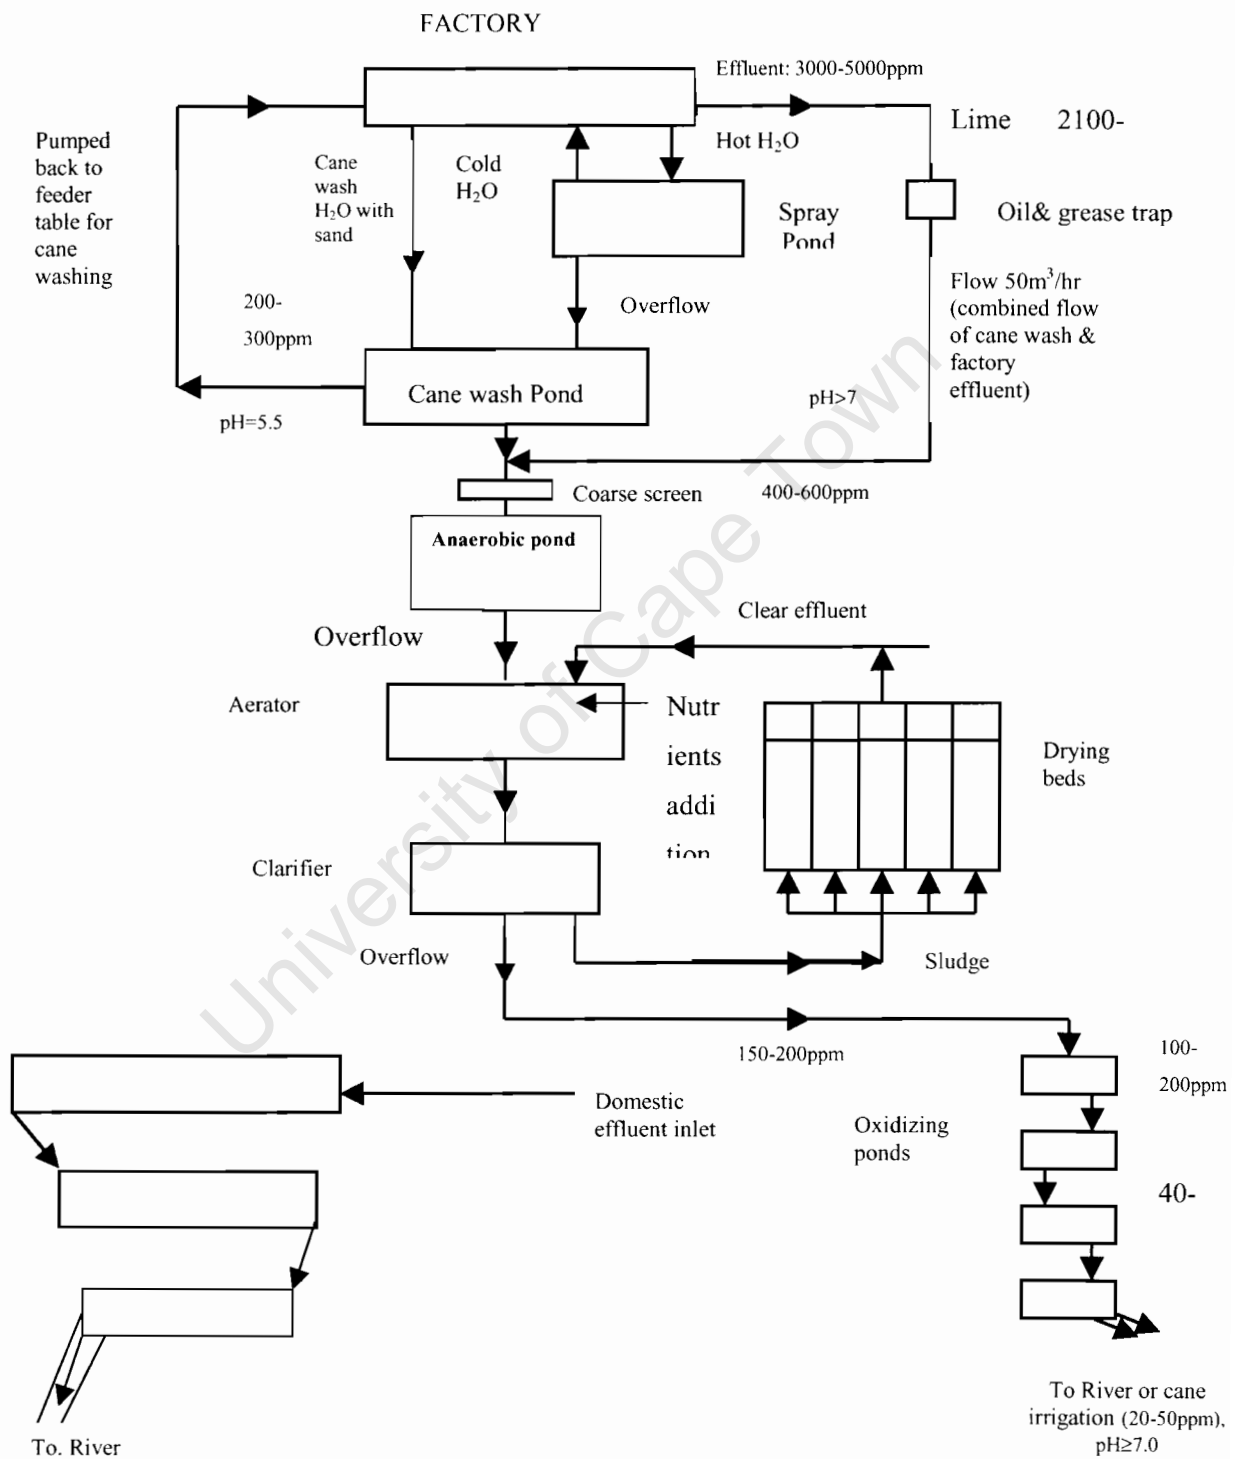 FACTORY
Effluent: 3000-5000ppm
Lime 2100-
Pumped
back to
feeder
table for
cane
washing
Cane
wash
H₂O with
sand
Cold
H₂O
Hot H₂O
Spray
Pond
Oil& grease trap
Flow 50m³/hr
(combined flow
of cane wash &
factory
effluent)
Overflow
200-
300ppm
Cane wash Pond
pH=5.5
pH>7
Coarse screen
400-600ppm
Anaerobic pond
Clear effluent
Overflow
Aerator
Nutr
ients
addi
tion
Drying
beds
Clarifier
Overflow
Sludge
150-200ppm
100-
200ppm
Domestic
effluent inlet
Oxidizing
ponds
40-
To River or cane
irrigation (20-50ppm),
pH≥7.0
To. River
University of Cape Town